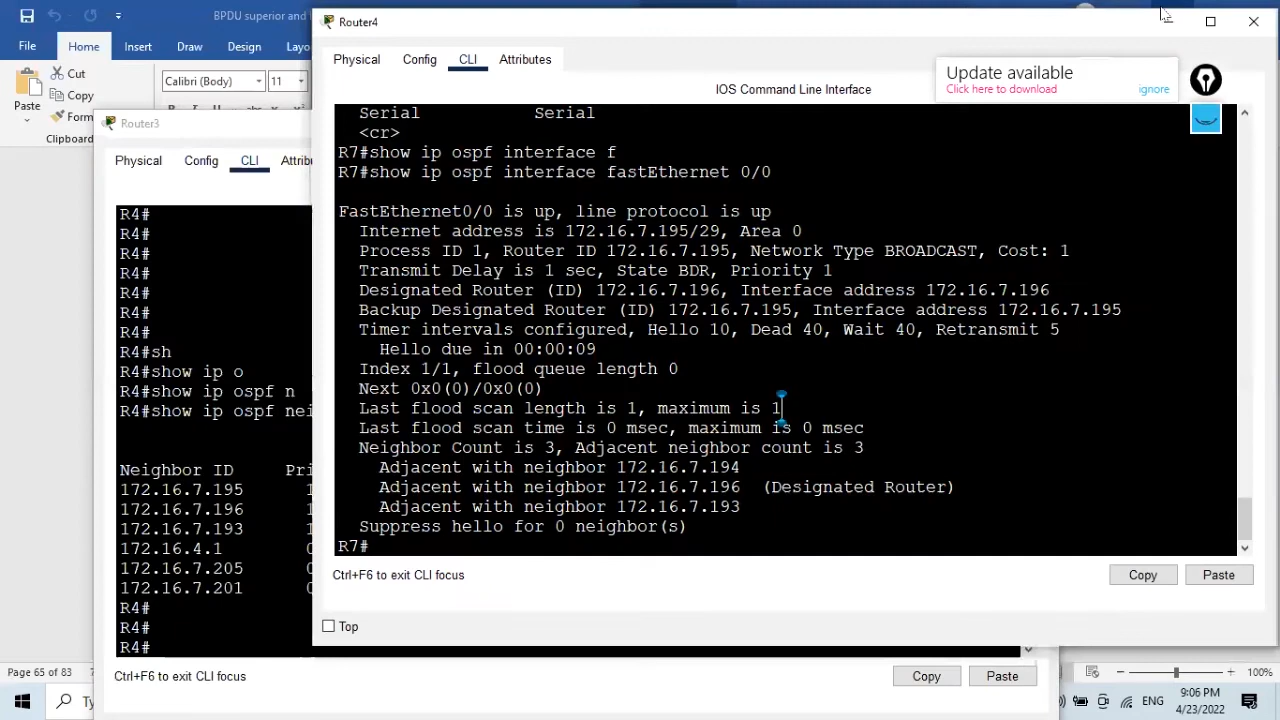 BPDU superior and i
File Home Insert Draw Design Layo
Calibri (Body) 11
Cut
Copy
Form
Paste
Clipboard
Router3
Physical Config CLI Attribu
R4#
R4#
R4#
R4#
R4#
R4#
R4#
R4#sh
R4#show ip o
R4#show ip ospf n
R4#show ip ospf nei
Neighbor ID Pri
172.16.7.195 1
172.16.7.196 1
172.16.7.193 1
172.16.4.1 0
172.16.7.205 0
172.16.7.201 0
R4#
R4#
R4#
Ctrl+F6 to exit CLI focus
Copy Paste
Router4
Physical Config CLI Attributes
IOS Command Line Interface
Update available
Click here to download ignore
Serial Serial
<cr>
R7#show ip ospf interface f
R7#show ip ospf interface fastEthernet 0/0
FastEthernet0/0 is up, line protocol is up
Internet address is 172.16.7.195/29, Area 0
Process ID 1, Router ID 172.16.7.195, Network Type BROADCAST, Cost: 1
Transmit Delay is 1 sec, State BDR, Priority 1
Designated Router (ID) 172.16.7.196, Interface address 172.16.7.196
Backup Designated Router (ID) 172.16.7.195, Interface address 172.16.7.195
Timer intervals configured, Hello 10, Dead 40, Wait 40, Retransmit 5
Hello due in 00:00:09
Index 1/1, flood queue length 0
Next 0x0(0)/0x0(0)
Last flood scan length is 1, maximum is 1
Last flood scan time is 0 msec, maximum is 0 msec
Neighbor Count is 3, Adjacent neighbor count is 3
Adjacent with neighbor 172.16.7.194
Adjacent with neighbor 172.16.7.196 (Designated Router)
Adjacent with neighbor 172.16.7.193
Suppress hello for 0 neighbor(s)
R7#
Ctrl+F6 to exit CLI focus
Copy Paste
Top
Page 65 of 83
100%
Ty
ENG
9:06 PM
4/23/2022